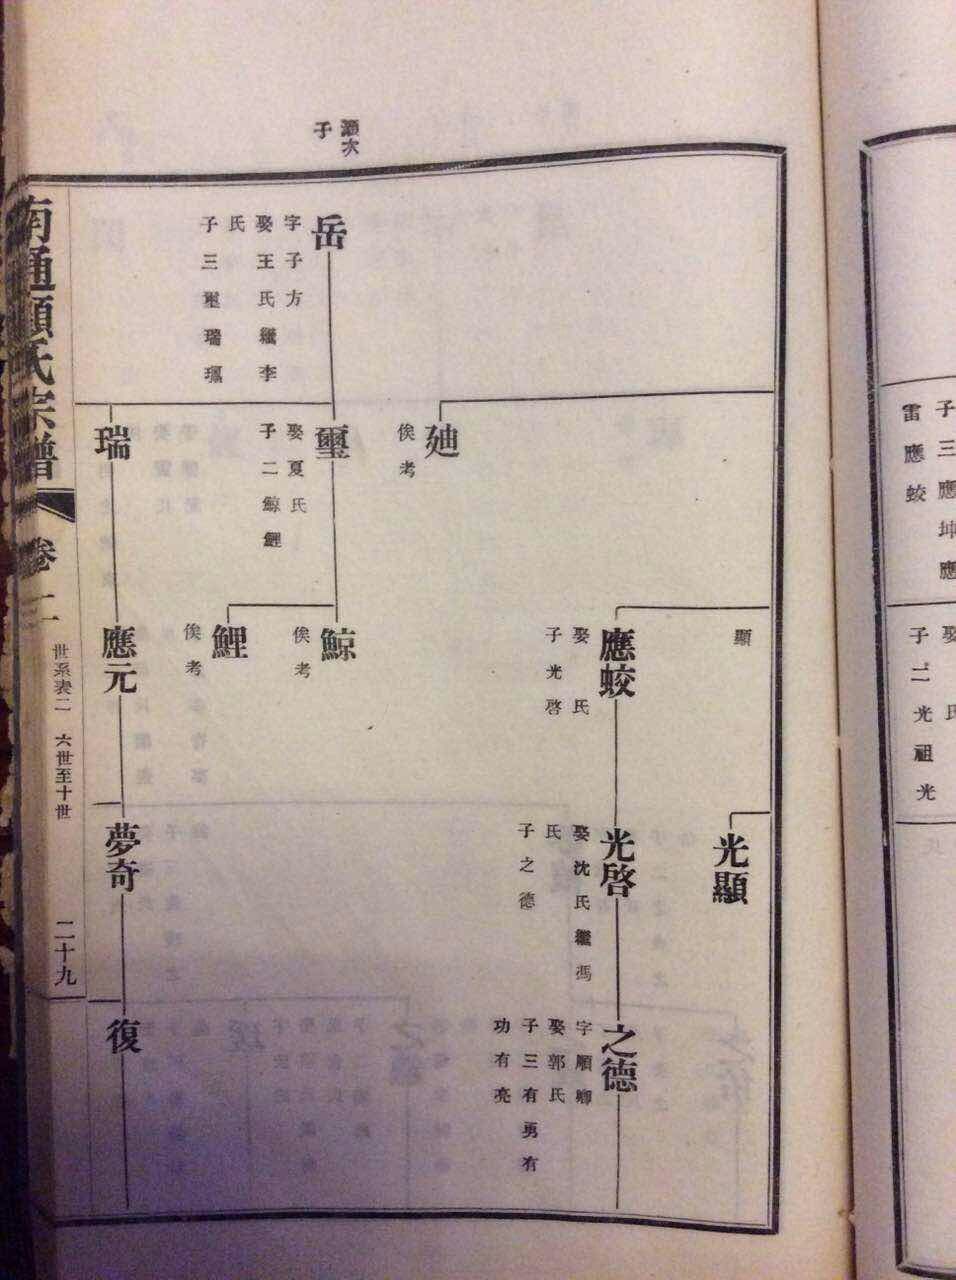 子三應坤應
雷應蛟
娶 氏
子二光祖光
灝次
子
岳
字子方
娶王氏繼李
氏
子三璽瑞
廸
俟考
璽
娶夏氏
子二鯨鯉
瑞
顯
應蛟
娶 氏
子光啓
鯨
俟考
鯉
俟考
應元
光顯
光啓
娶沈氏繼馮
氏
子之德
夢奇
之德
字順卿
娶郭氏
子三有勇有
功有亮
復
南通顧氏宗譜
卷二
世系表二 六世至十世
二十九